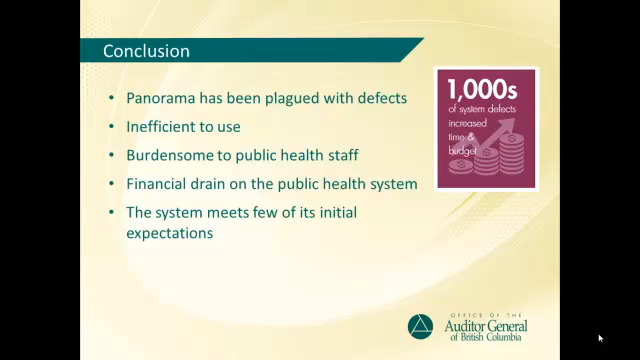 Conclusion
• Panorama has been plagued with defects
• Inefficient to use
• Burdensome to public health staff
• Financial drain on the public health system
• The system meets few of its initial
expectations
1,000s
of system defects
increased
time &
budget
OFFICE OF THE
Auditor General
of British Columbia